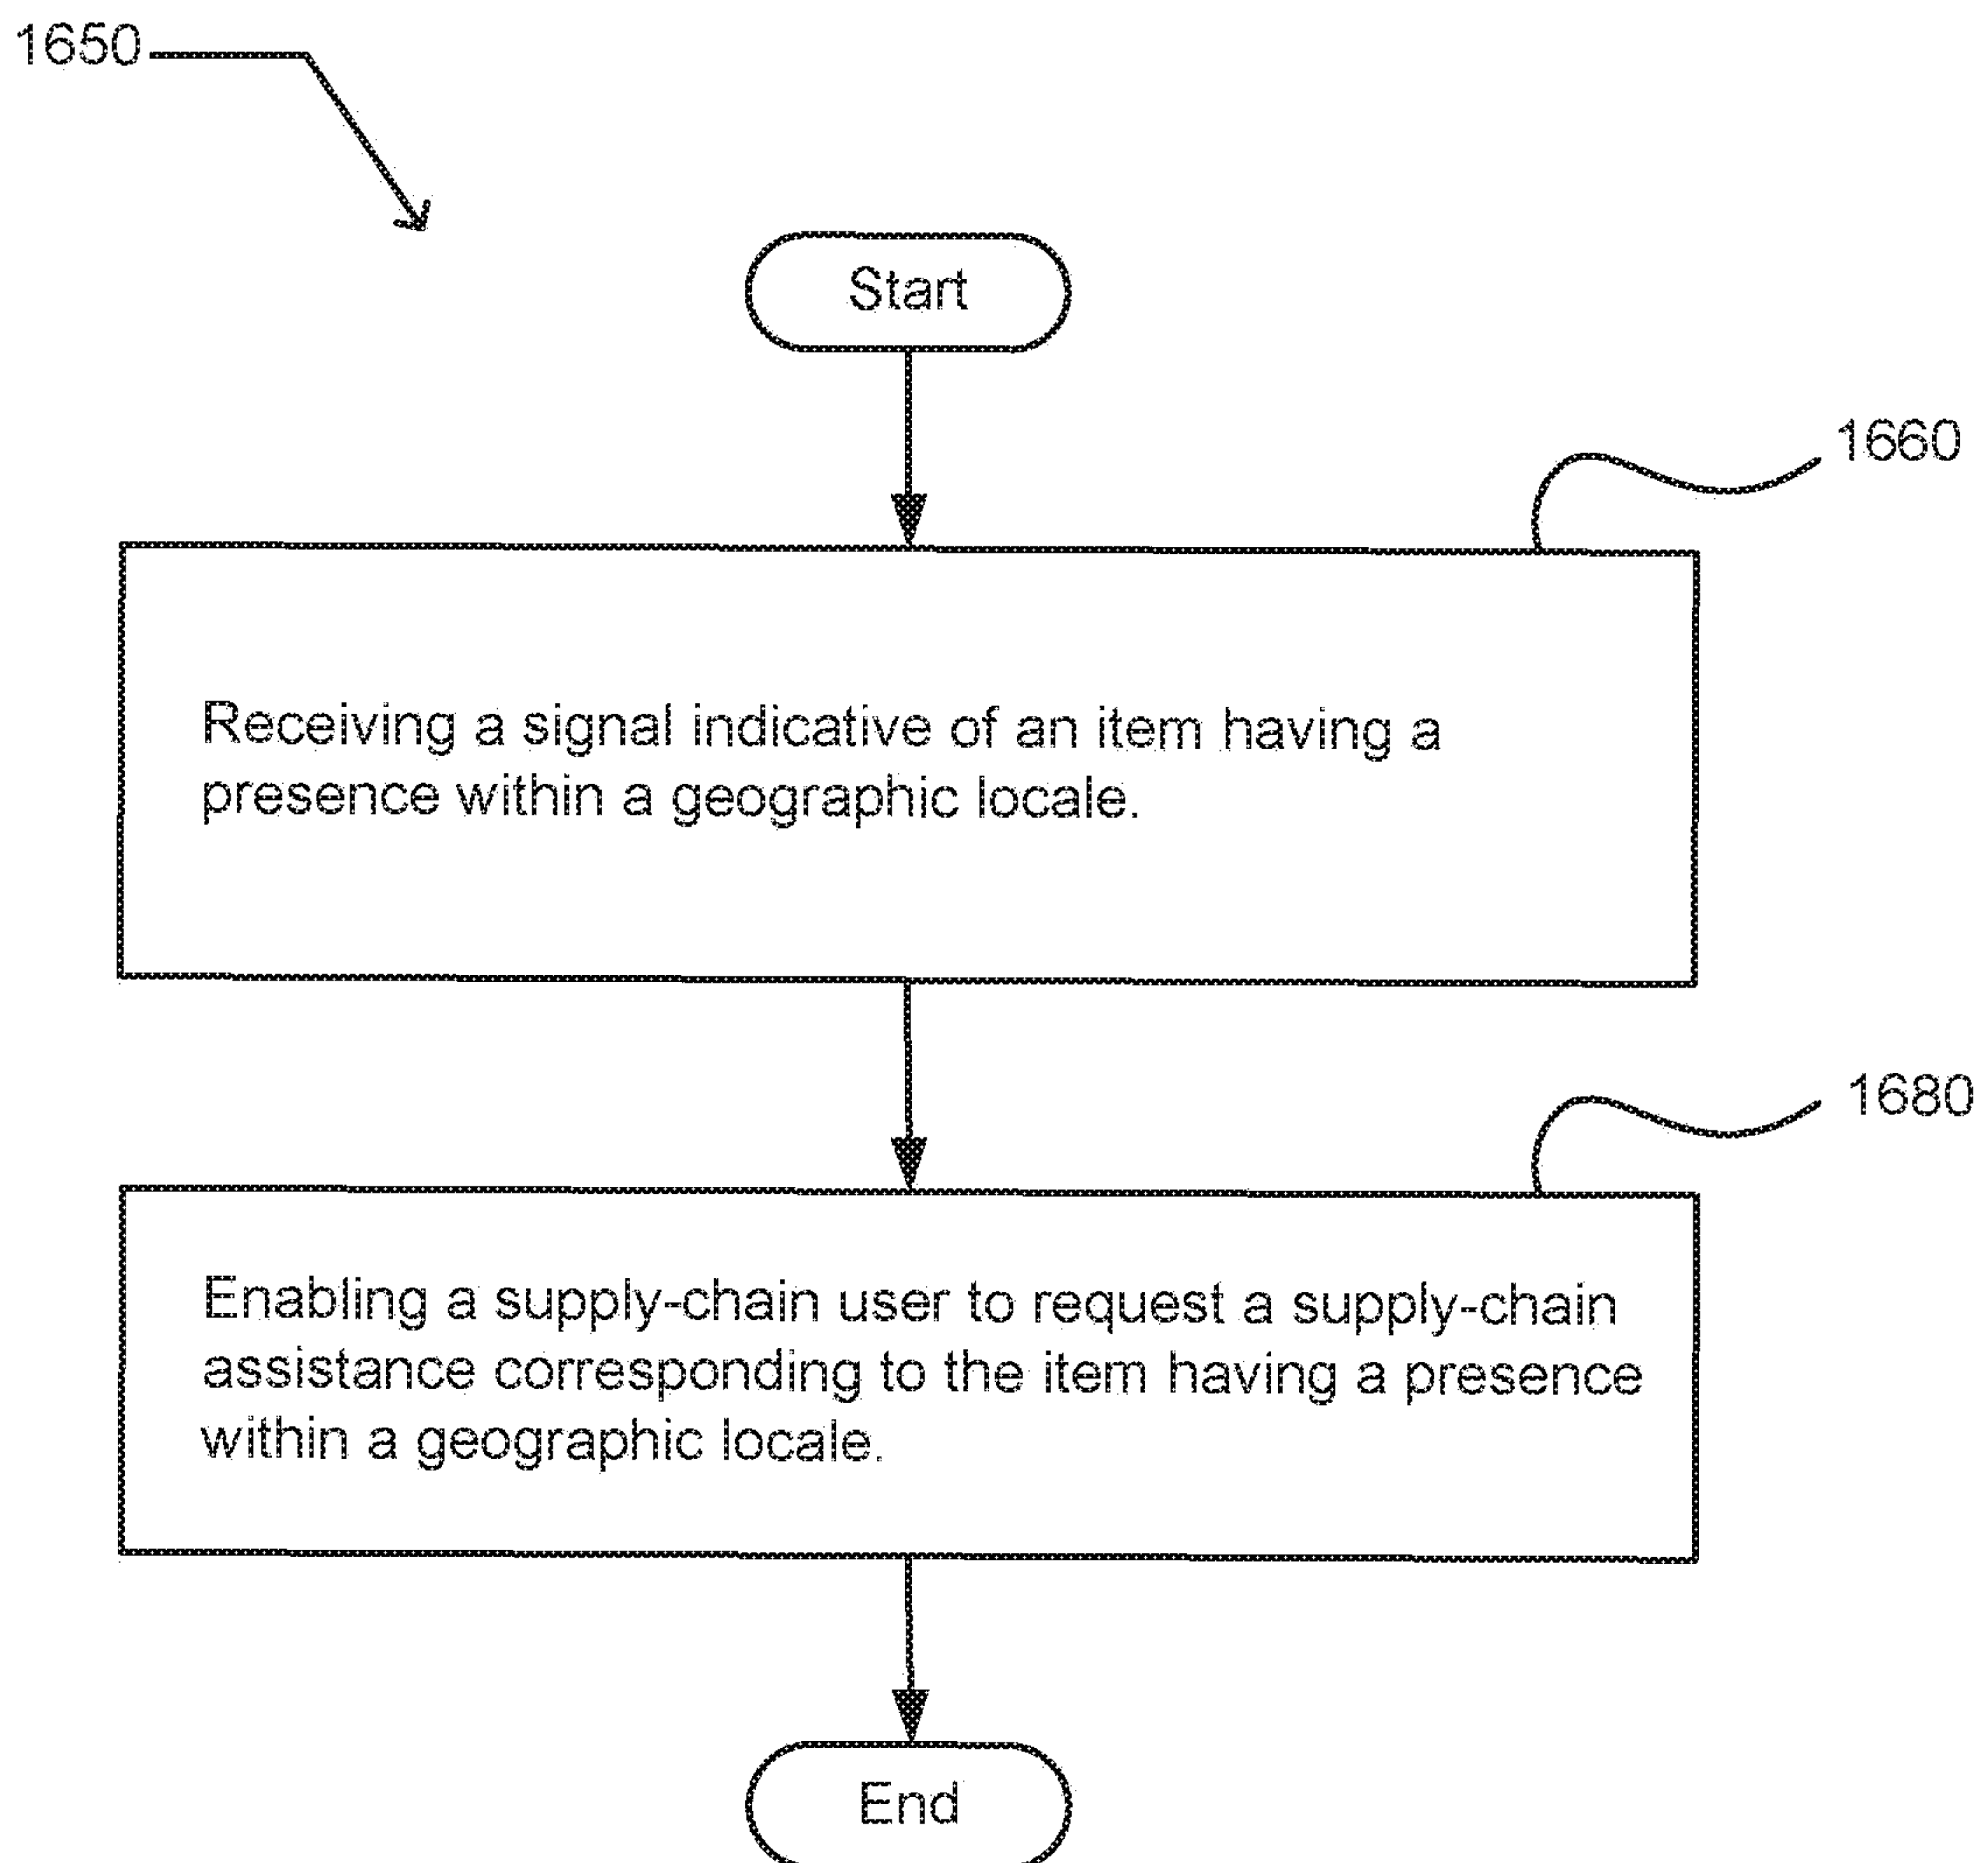 1650
Start
1660
Receiving a signal indicative of an item having a
presence within a geographic locale.
1680
Enabling a supply-chain user to request a supply-chain
assistance corresponding to the item having a presence
within a geographic locale.
End